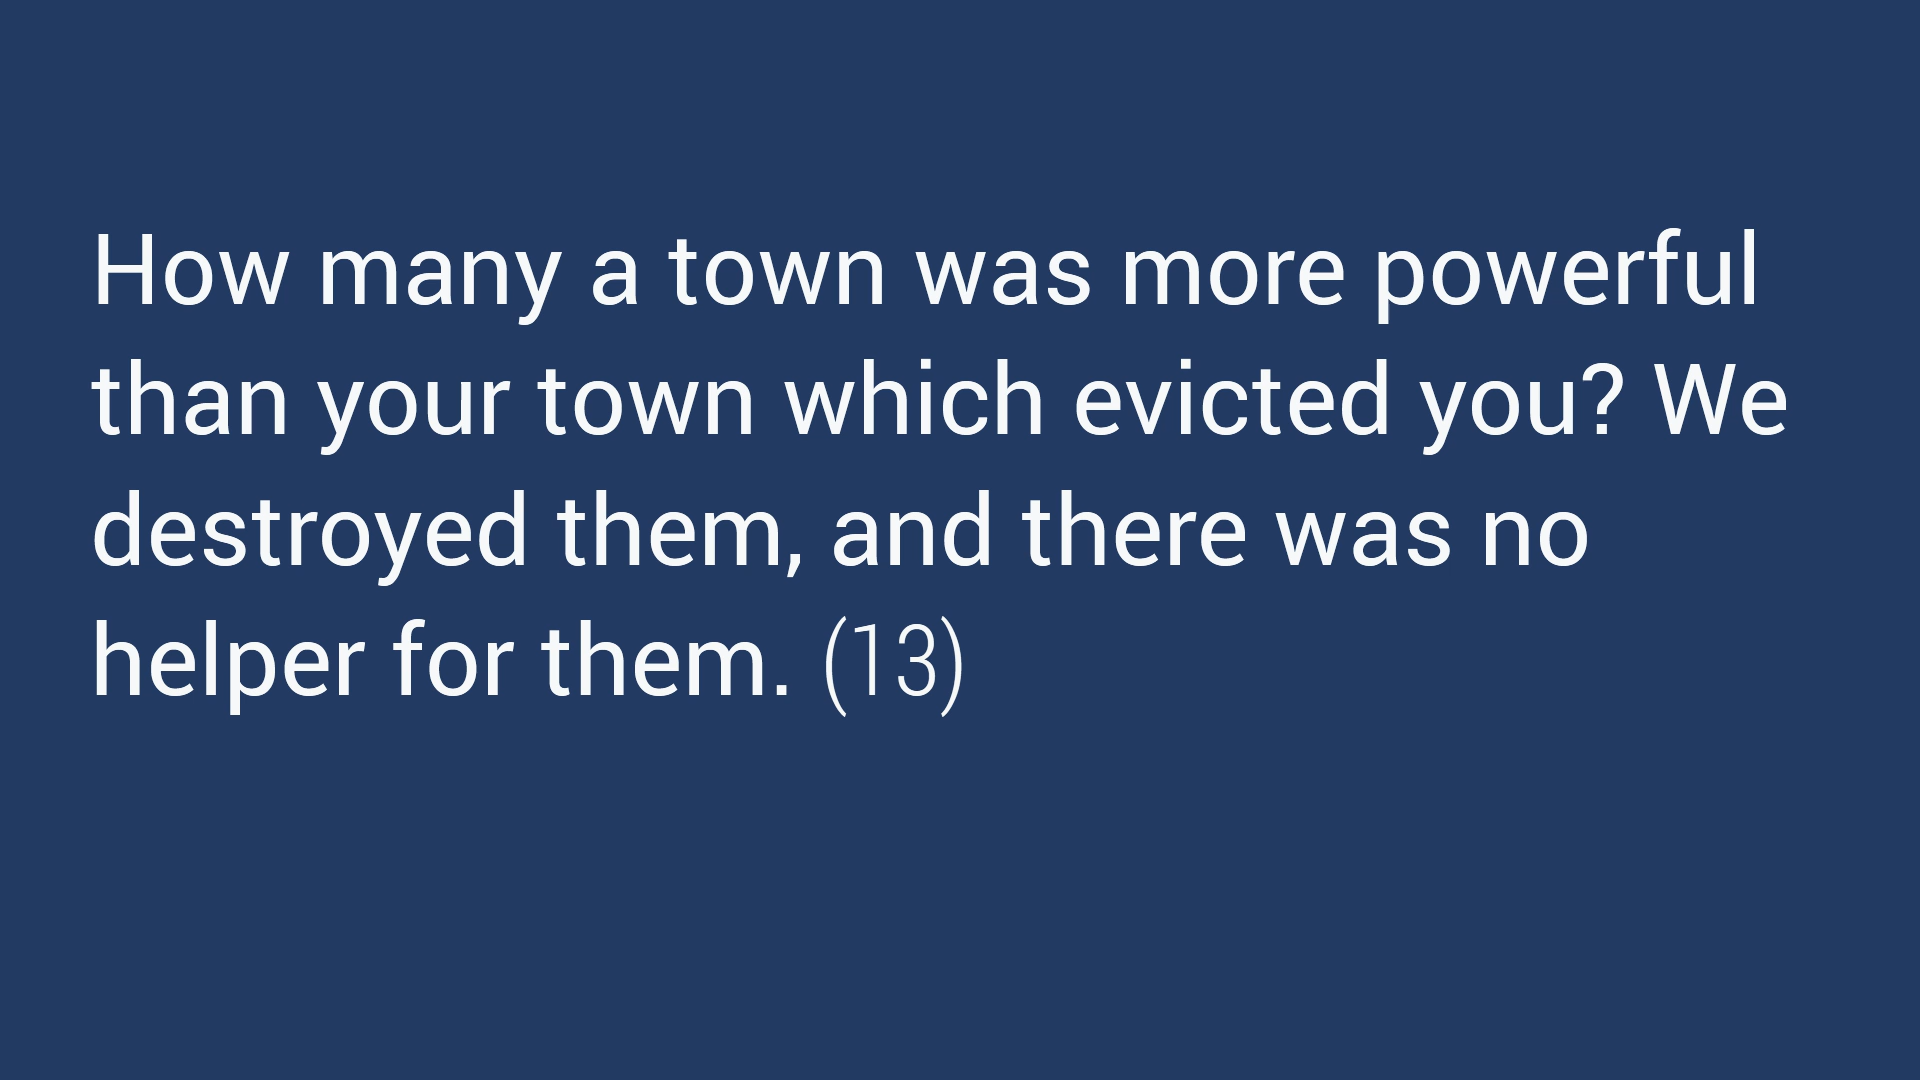 How many a town was more powerful
than your town which evicted you? We
destroyed them, and there was no
helper for them. (13)